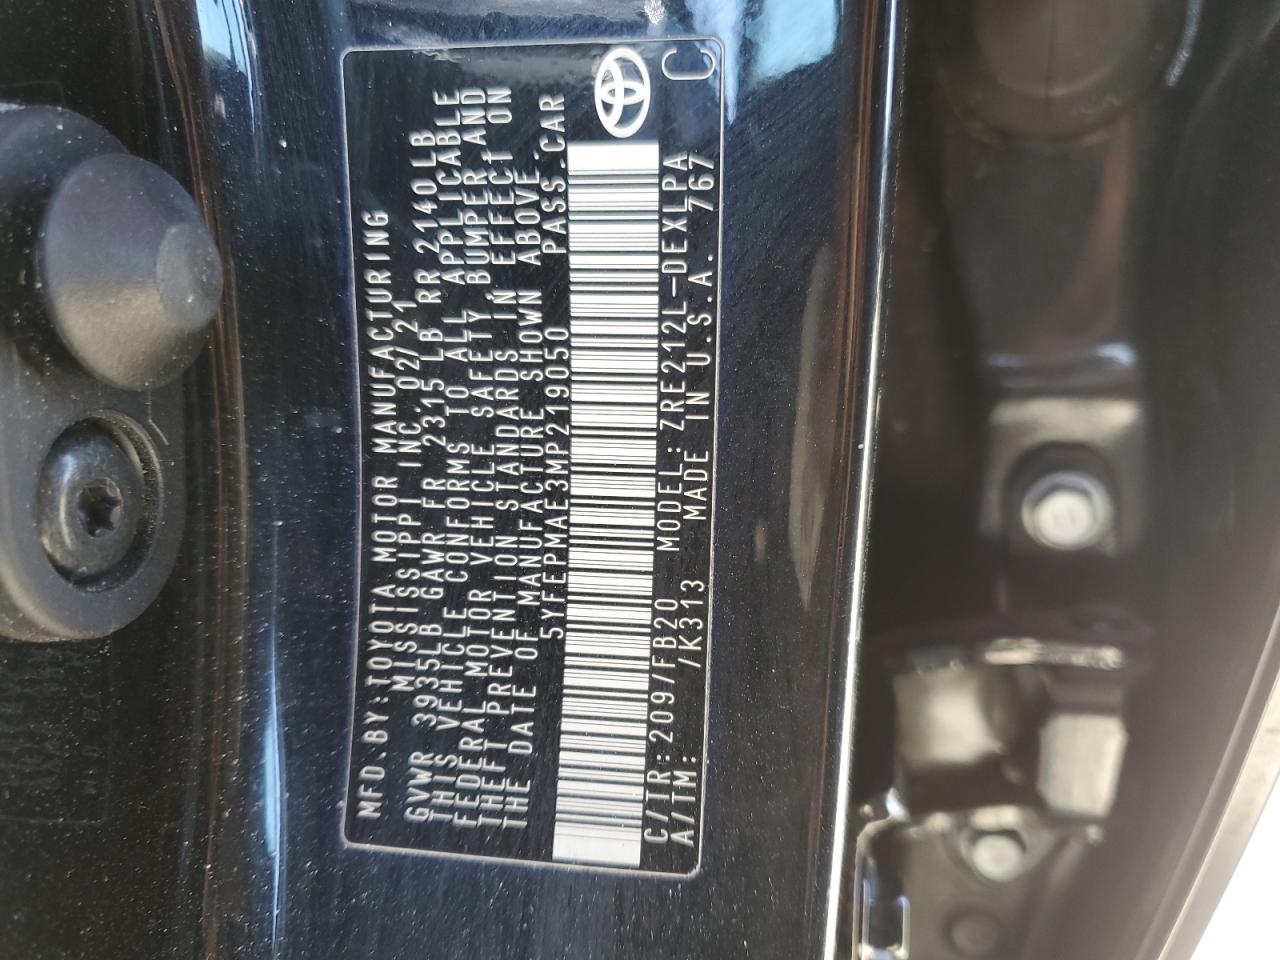 MFD.BY:TOYOTA MOTOR MANUFACTURING
MISSISSIPPI INC. 02/21
GVWR 3935LB GAWR FR 2315 LB RR 2140LB
THIS VEHICLE CONFORMS TO ALL APPLICABLE
FEDERAL MOTOR VEHICLE SAFETY BUMPER AND
THEFT PREVENTION STANDARDS IN EFFECT ON
THE DATE OF MANUFACTURE SHOWN ABOVE.
5YFEPMAE3MP219050 PASS.CAR
C/TR:209/FB20 MODEL:ZRE212L-DEXLPA
A/TM: /K313 MADE IN U.S.A. 767
C